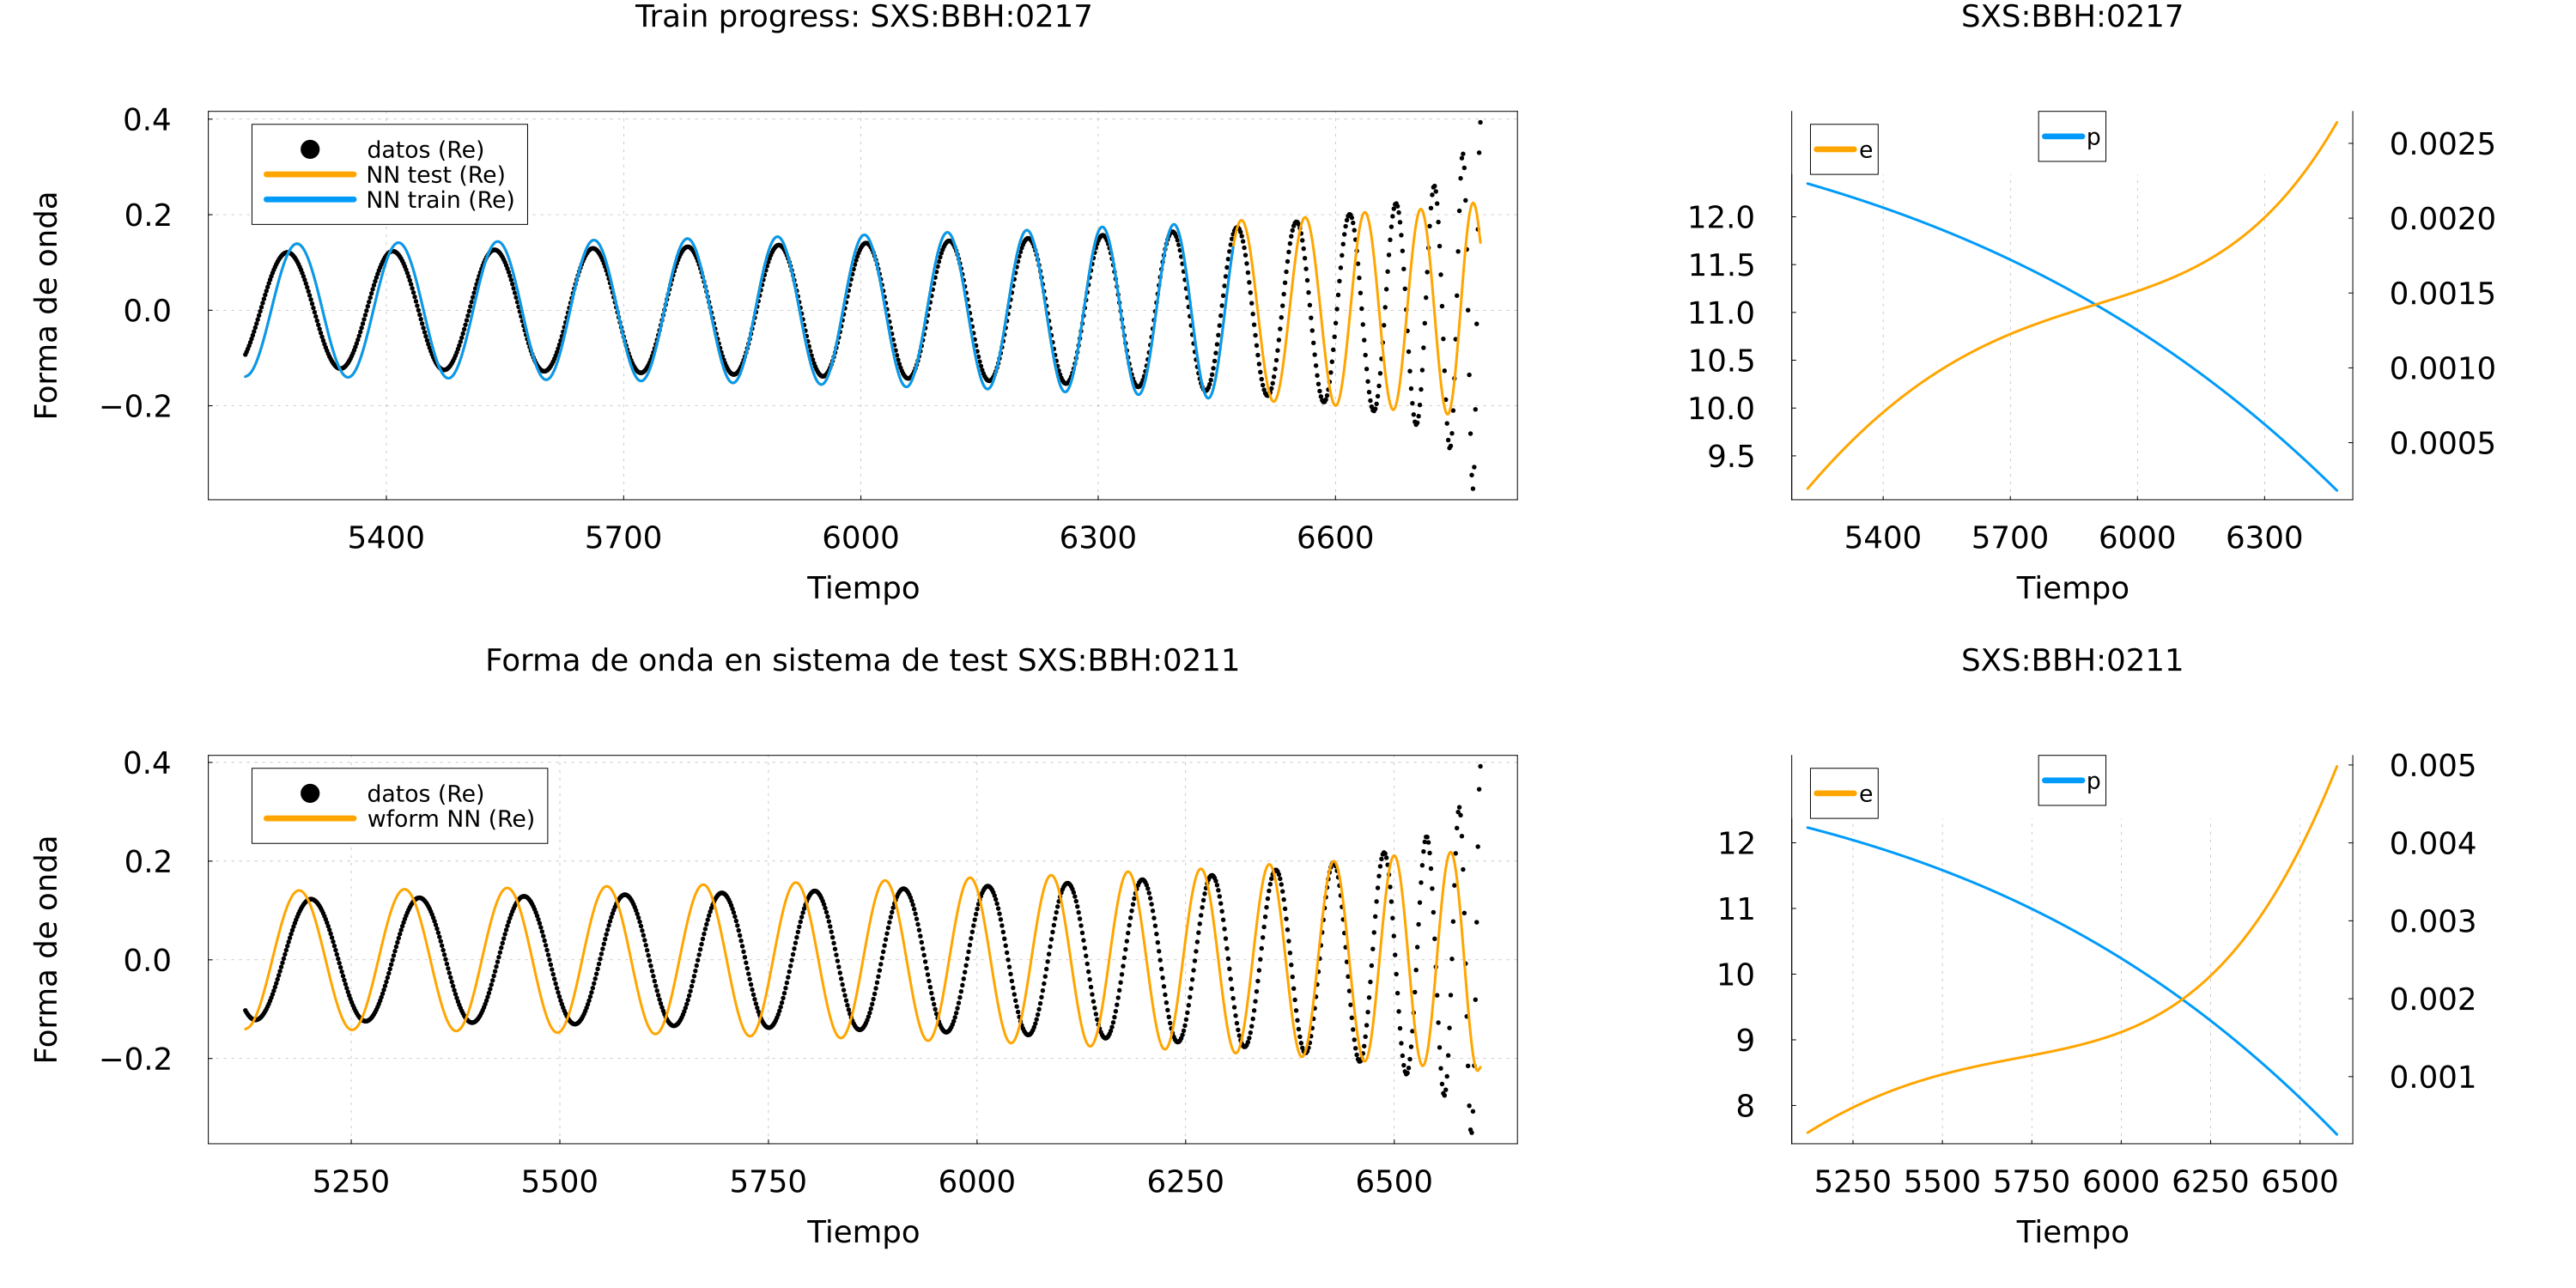 Train progress: SXS:BBH:0217
Forma de onda
0.4
0.2
0.0
−0.2
datos (Re)
NN test (Re)
NN train (Re)
5400 5700 6000 6300 6600
Tiempo
SXS:BBH:0217
e
p
12.0
11.5
11.0
10.5
10.0
9.5
0.0025
0.0020
0.0015
0.0010
0.0005
5400 5700 6000 6300
Tiempo
Forma de onda en sistema de test SXS:BBH:0211
Forma de onda
0.4
0.2
0.0
−0.2
datos (Re)
wform NN (Re)
5250 5500 5750 6000 6250 6500
Tiempo
SXS:BBH:0211
e
p
12
11
10
9
8
0.005
0.004
0.003
0.002
0.001
5250 5500 5750 6000 6250 6500
Tiempo